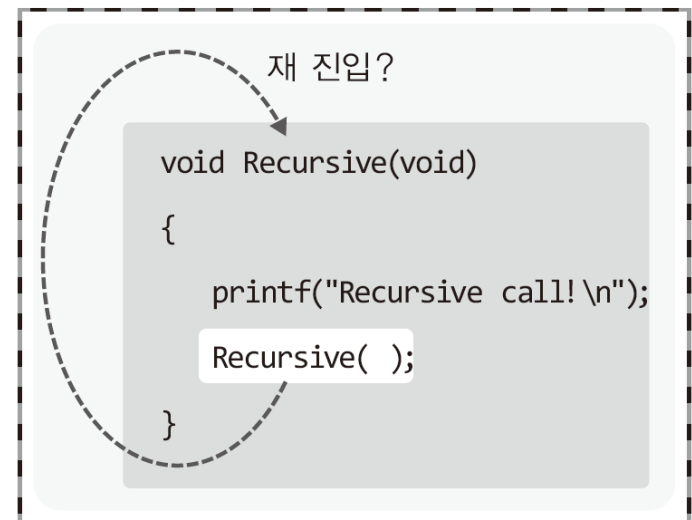 재 진입?
void Recursive(void)
{
printf("Recursive call!\n");
Recursive( );
}